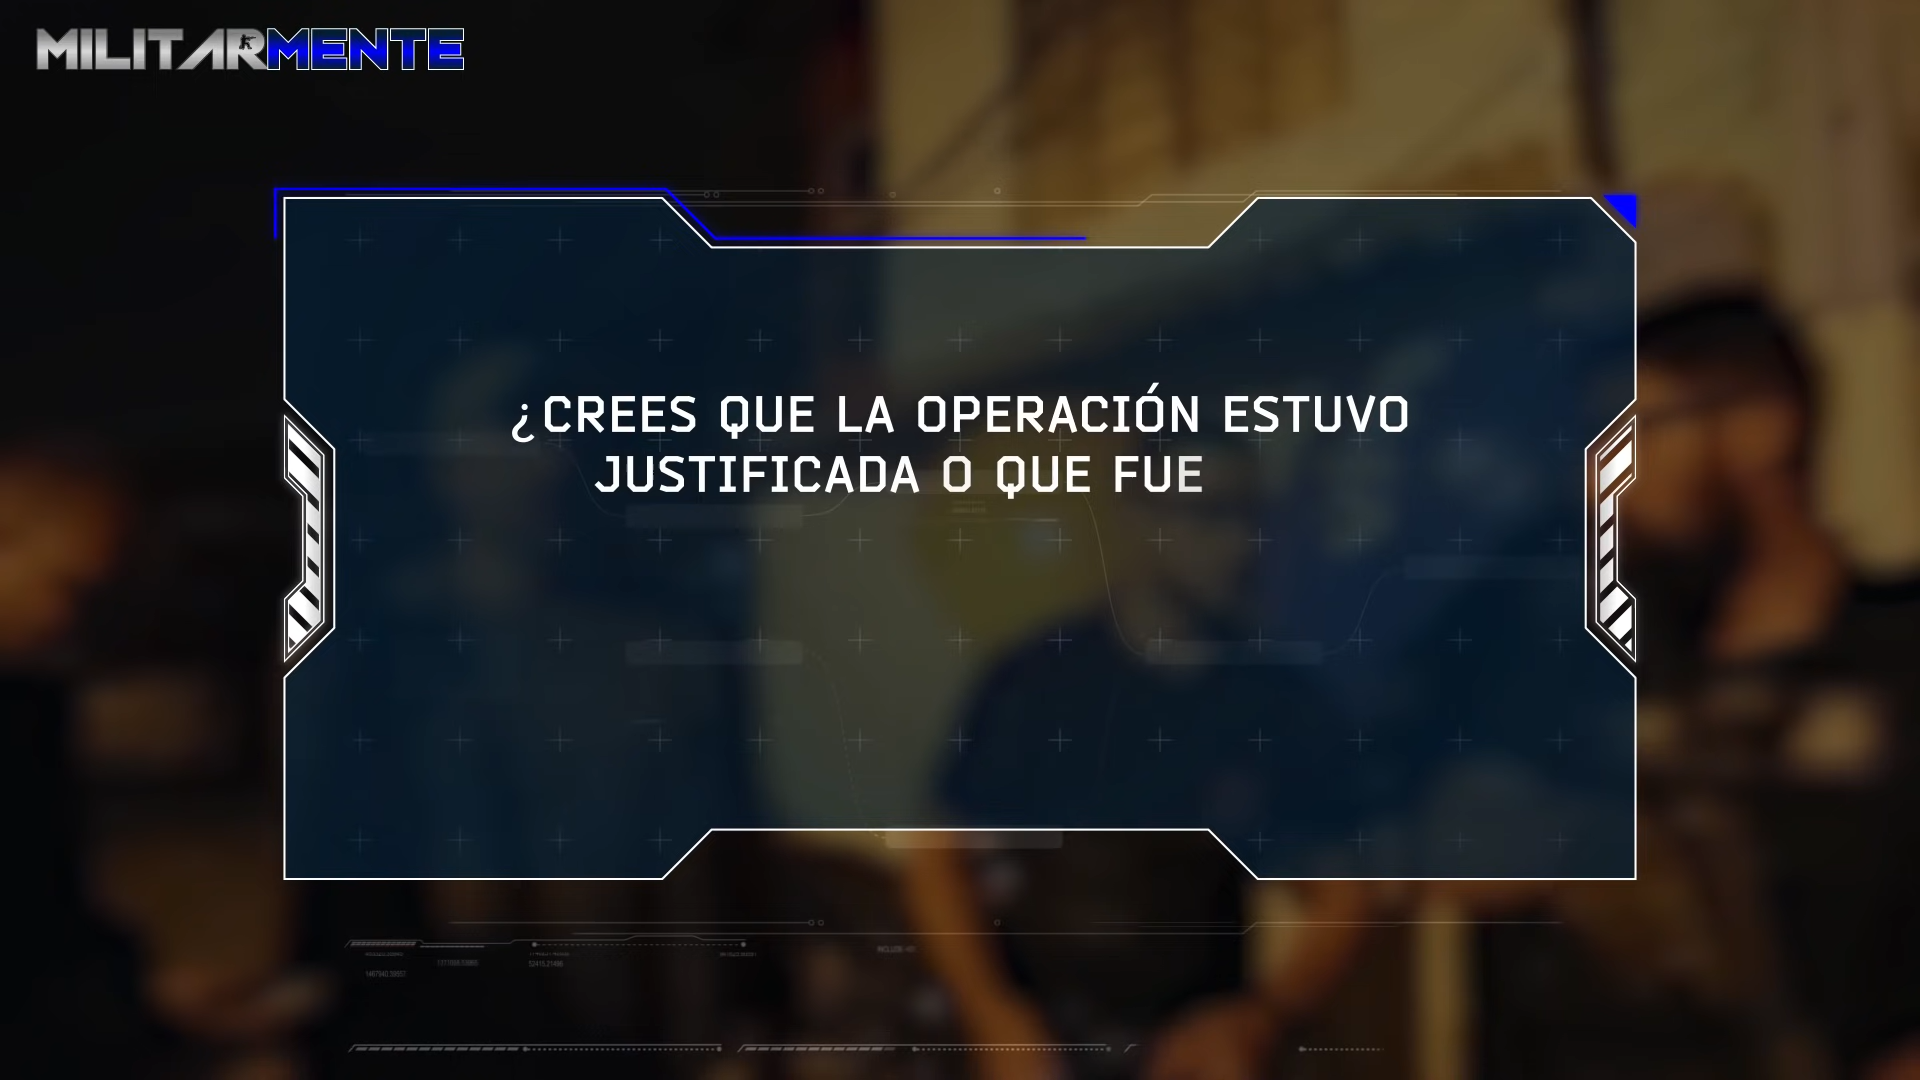 MILITARMENTE
¿CREES QUE LA OPERACIÓN ESTUVO
JUSTIFICADA O QUE FUE